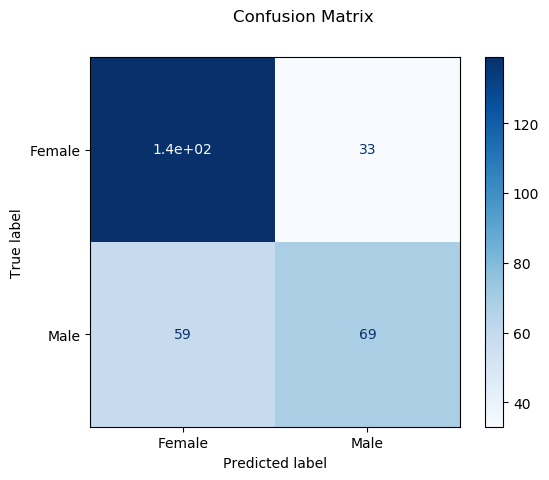 Confusion Matrix
Female
1.4e+02
33
Male
59
69
Female
Male
True label
Predicted label
120
100
80
60
40